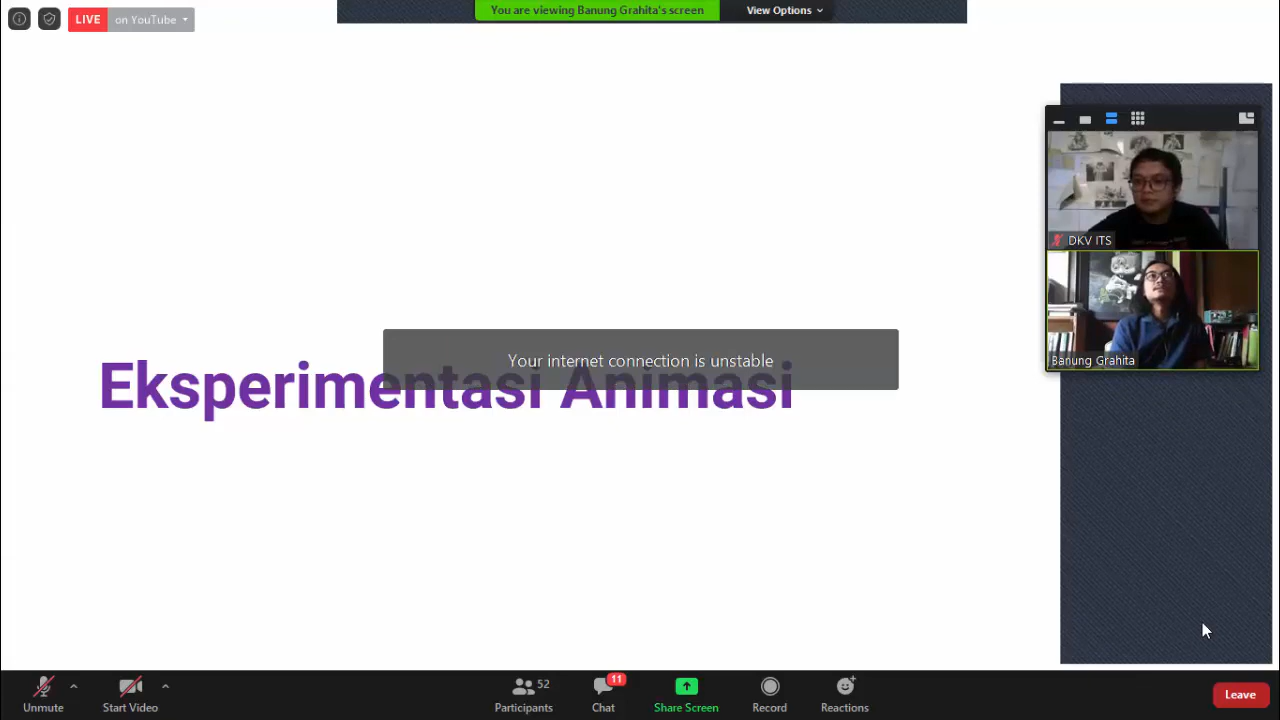 LIVE on YouTube
You are viewing Banung Grahita's screen
View Options
DKV ITS
Banung Grahita
Your internet connection is unstable
Eksperimentasi Animasi
Unmute
Start Video
52
Participants
11
Chat
Share Screen
Record
Reactions
Leave